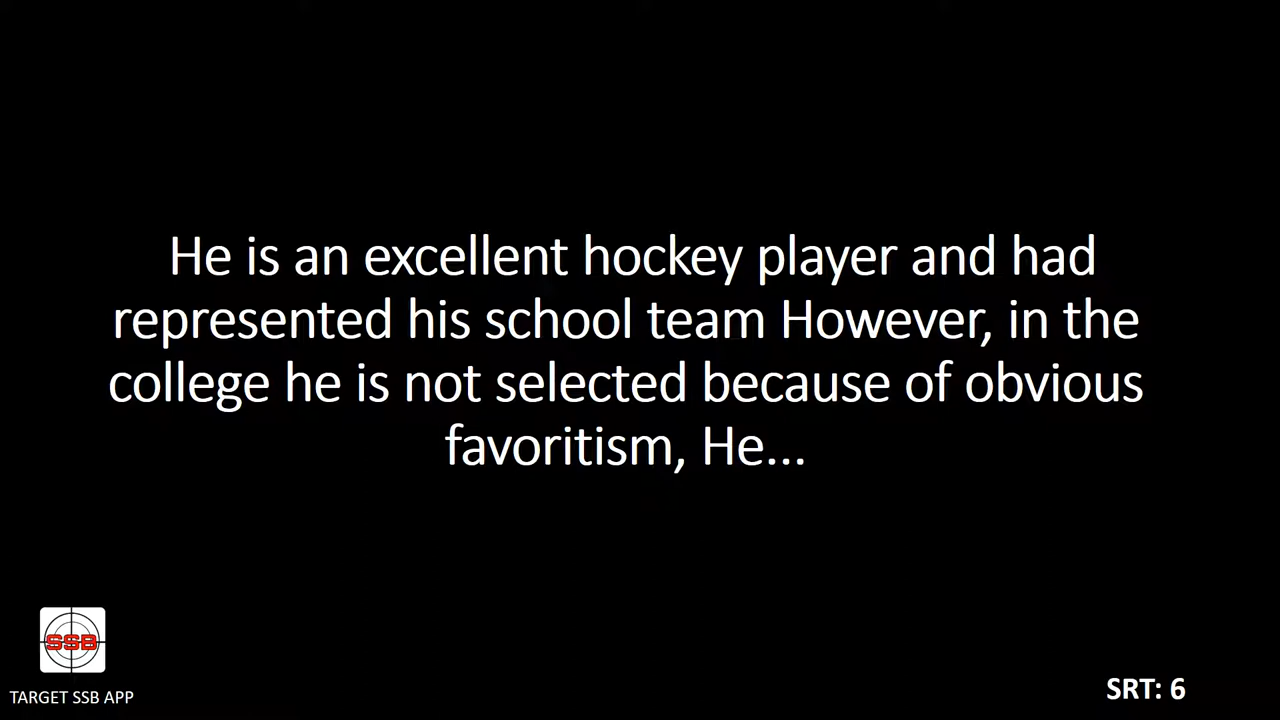 He is an excellent hockey player and had
represented his school team However, in the
college he is not selected because of obvious
favoritism, He...
SSB
TARGET SSB APP
SRT: 6